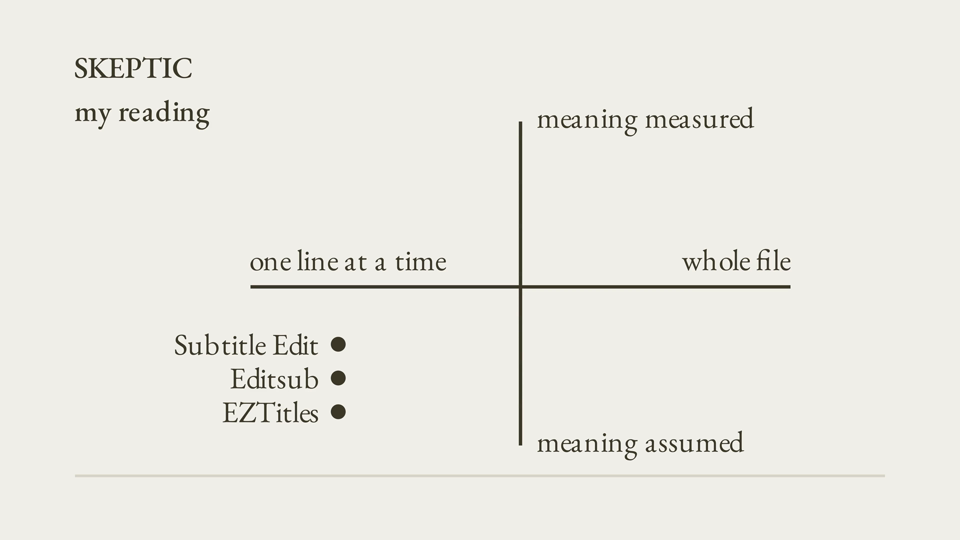 SKEPTIC
my reading
meaning measured
one line at a time
whole file
Subtitle Edit
Editsub
EZTitles
meaning assumed